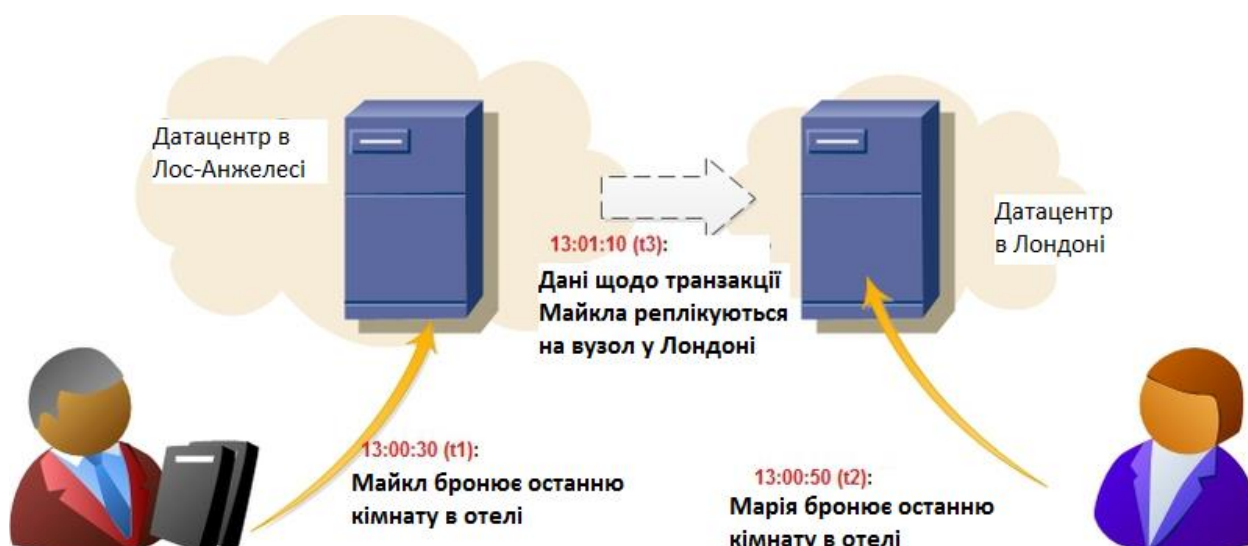 Датацентр в
Лос-Анжелесі
Датацентр
в Лондоні
13:01:10 (t3):
Дані щодо транзакції
Майкла реплікуються
на вузол у Лондоні
13:00:30 (t1):
Майкл бронює останню
кімнату в отелі
13:00:50 (t2):
Марія бронює останню
кімнату в отелі